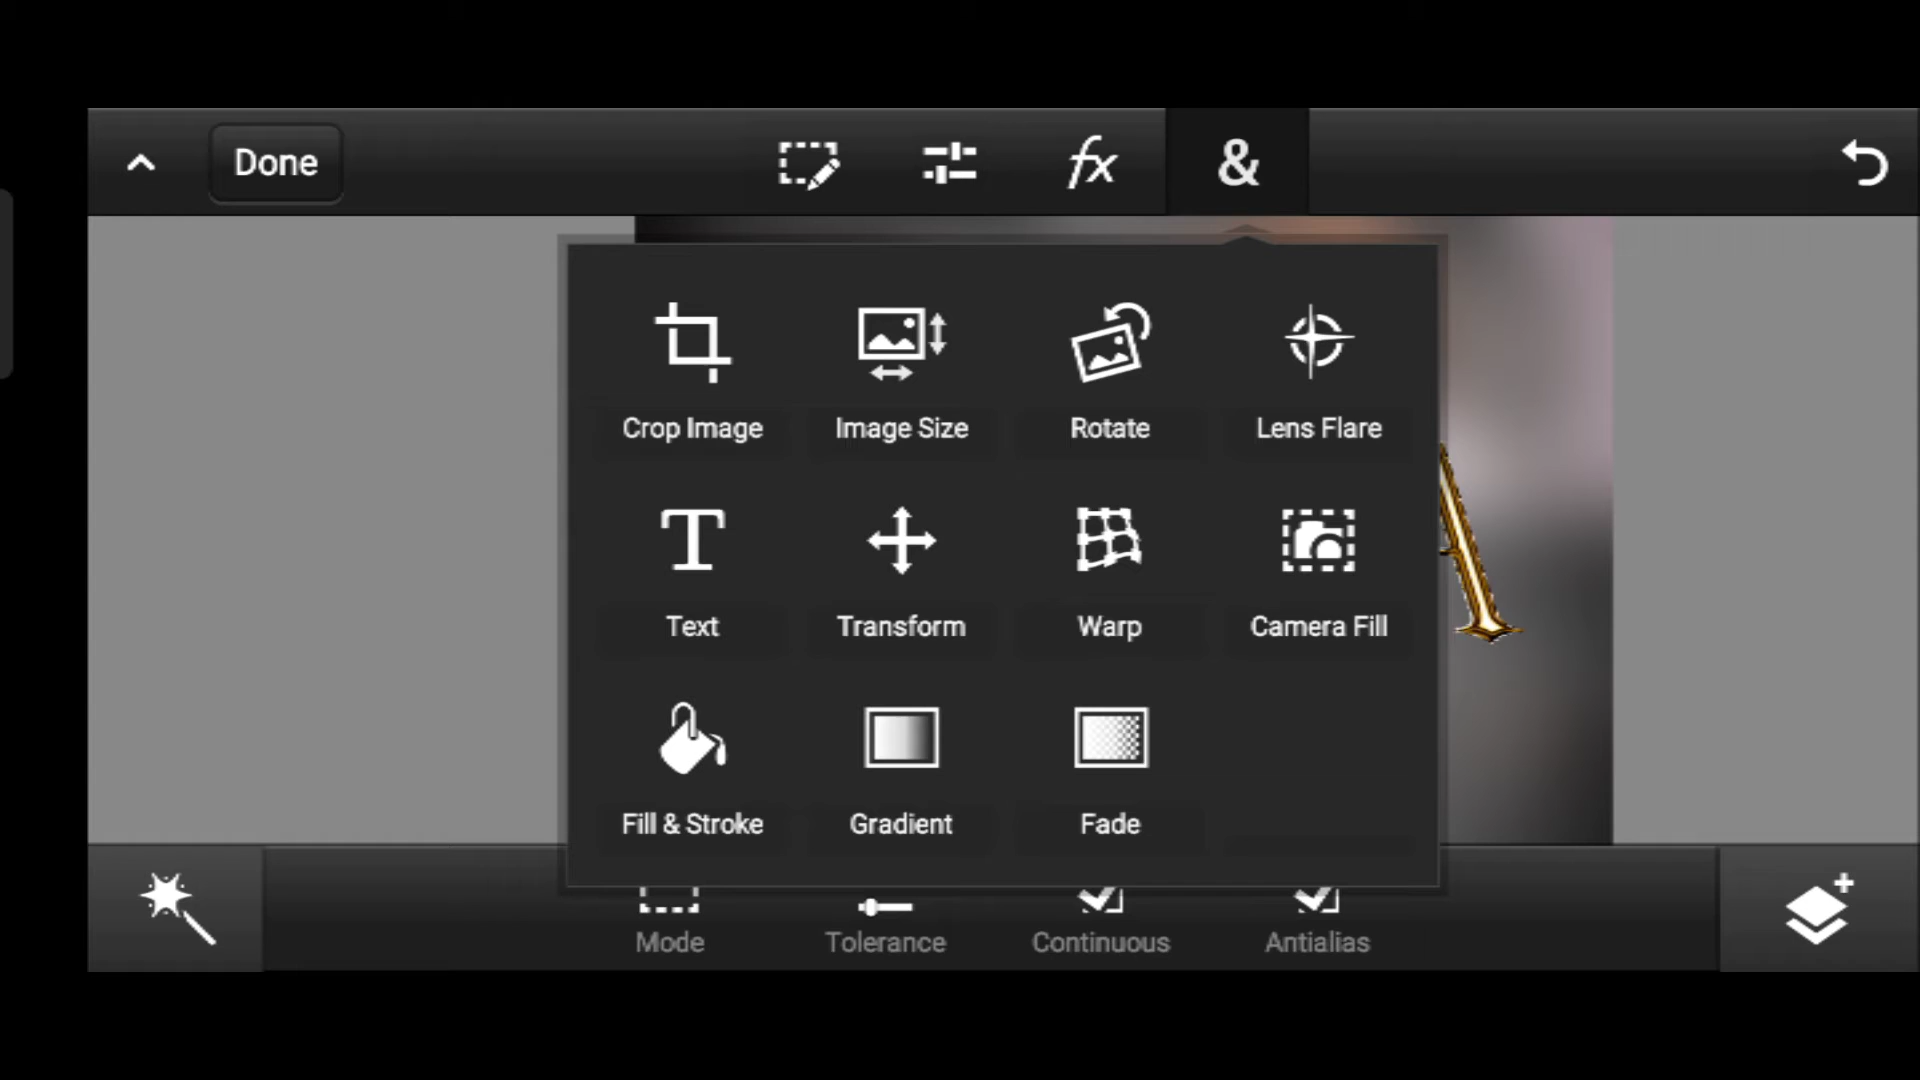 Done fx &
Crop Image Image Size Rotate Lens Flare
Text Transform Warp Camera Fill
Fill & Stroke Gradient Fade
Mode Tolerance Continuous Antialias